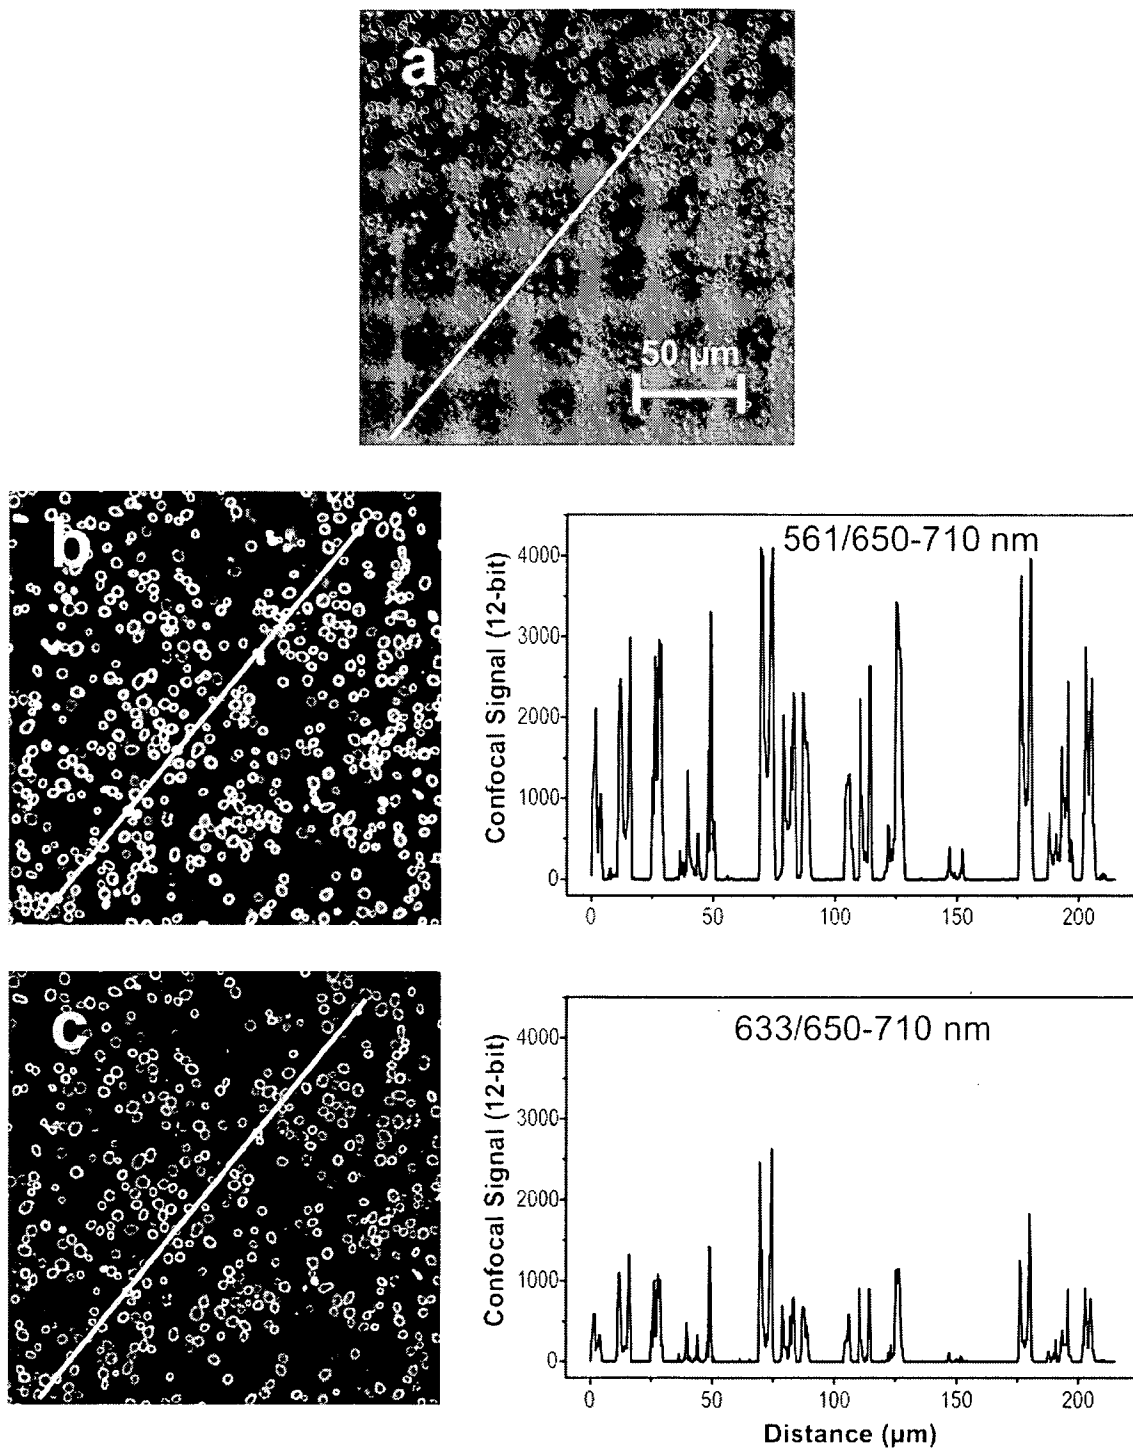 a
50 µm
b
561/650-710 nm
Confocal Signal (12-bit)
4000
3000
2000
1000
0
0 50 100 150 200
c
633/650-710 nm
Confocal Signal (12-bit)
4000
3000
2000
1000
0
0 50 100 150 200
Distance (µm)